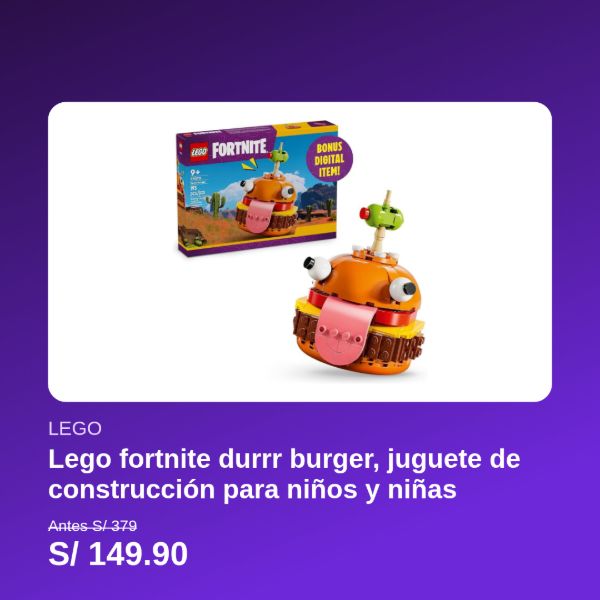 LEGO FORTNITE
BONUS
DIGITAL
ITEM!
9+
LEGO
Lego fortnite durrr burger, juguete de
construcción para niños y niñas
Antes S/ 379
S/ 149.90